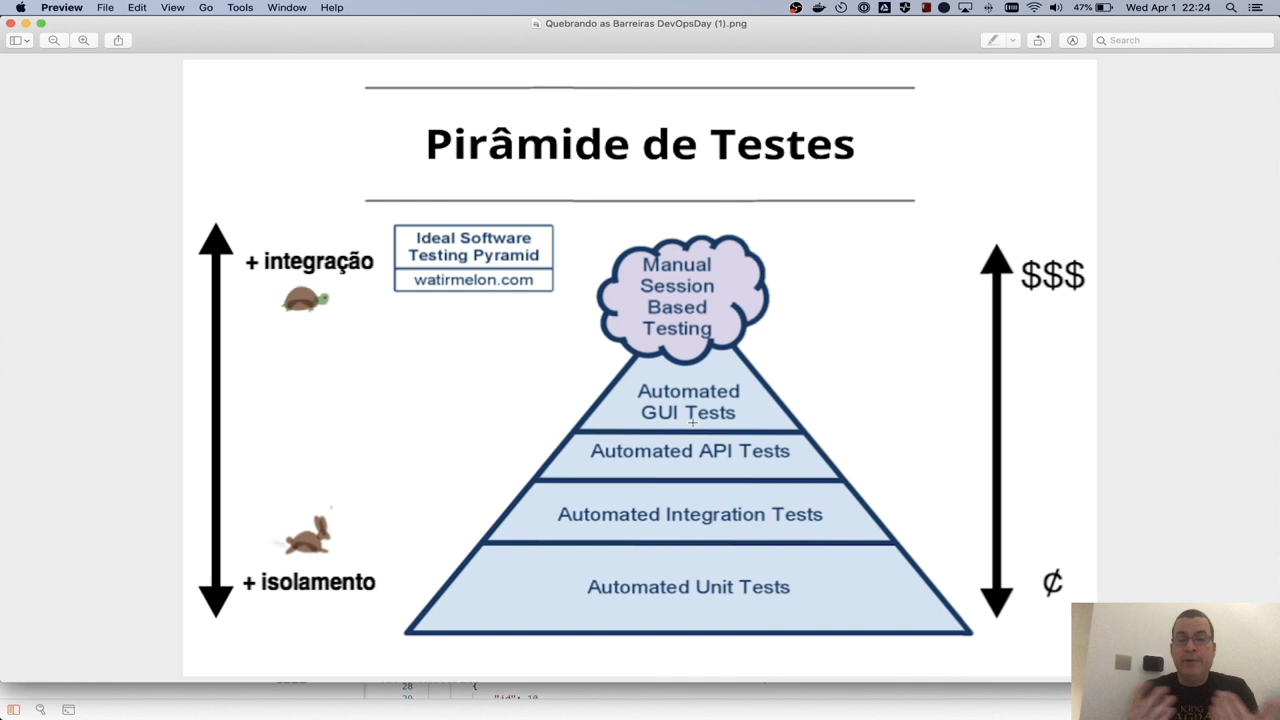 Preview File Edit View Go Tools Window Help
47% Wed Apr 1 22:24
Quebrando as Barreiras DevOpsDay (1).png
Search
Pirâmide de Testes
+ integração
Ideal Software
Testing Pyramid
watirmelon.com
Manual
Session
Based
Testing
$$$
Automated
GUI Tests
Automated API Tests
Automated Integration Tests
Automated Unit Tests
+ isolamento
¢
28 {
"id": 10